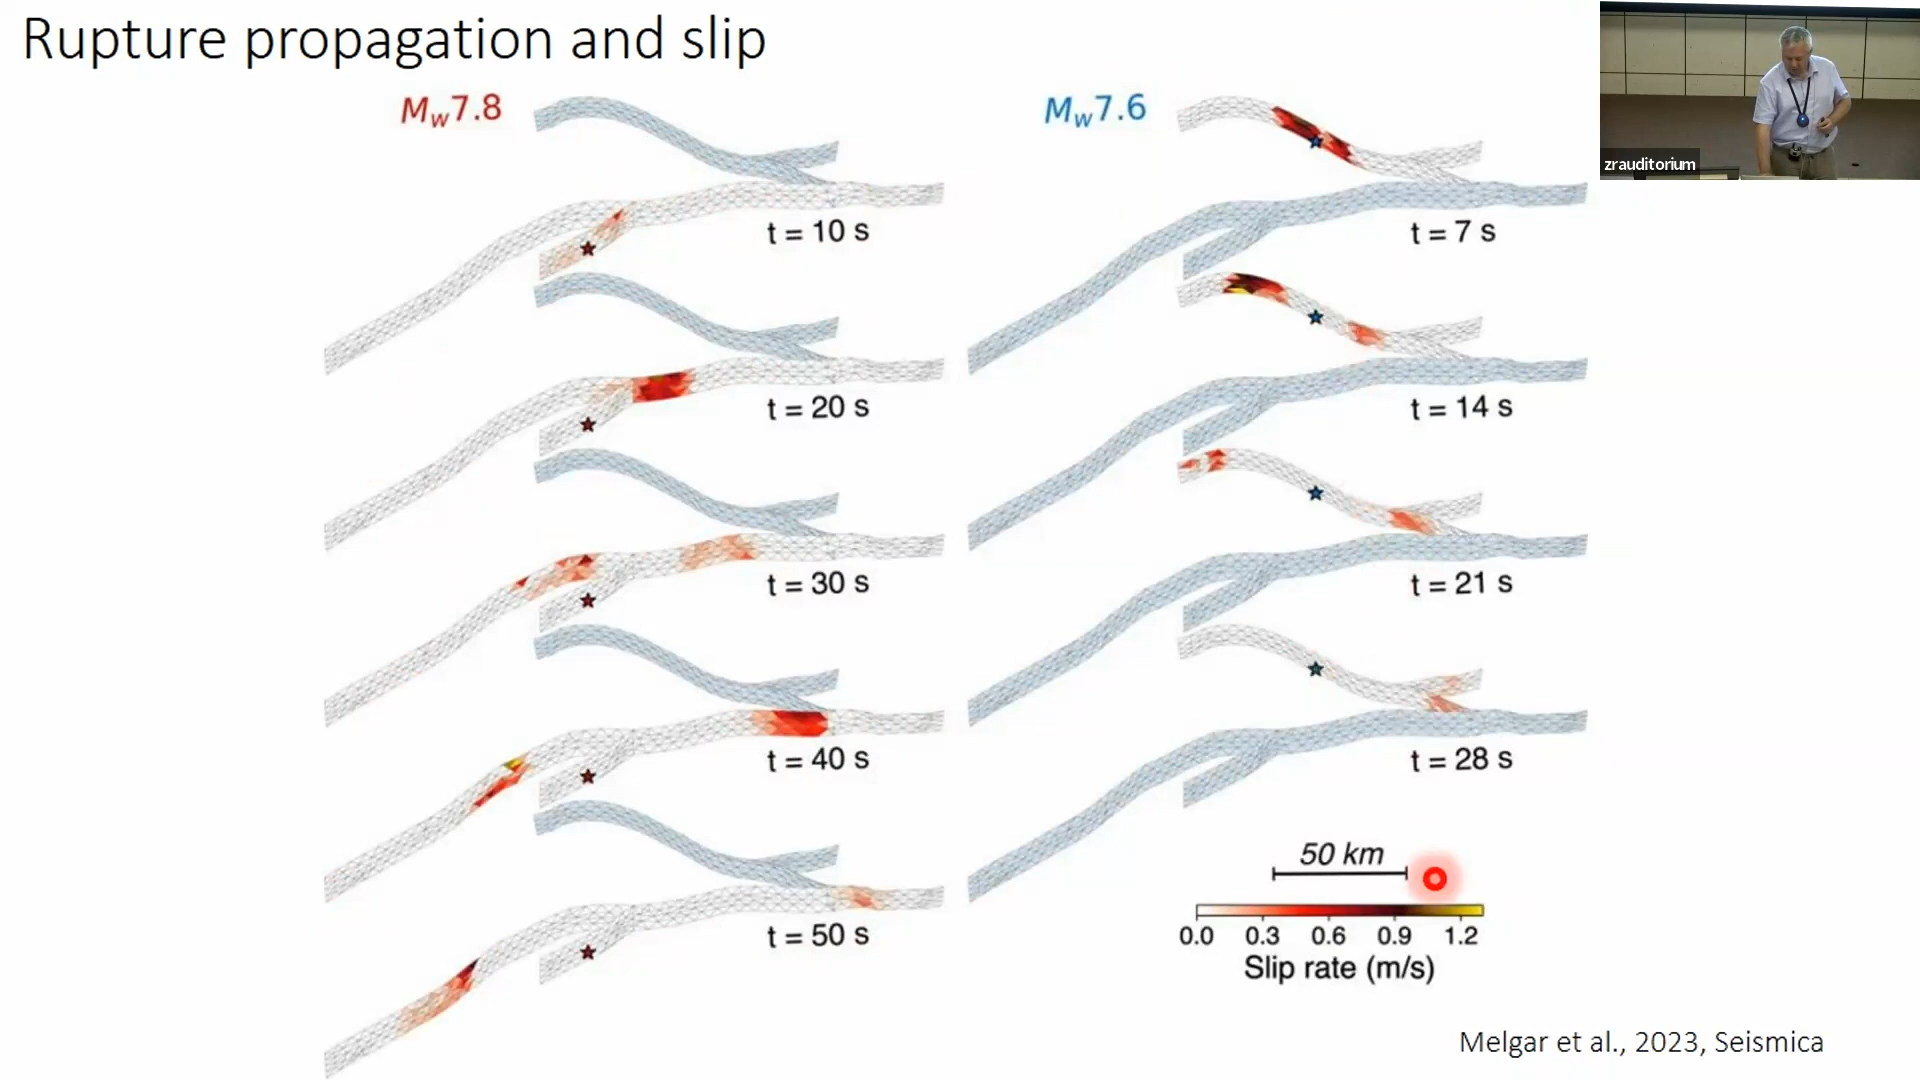 Rupture propagation and slip
zrauditorium
Mw7.8
t = 10 s
t = 20 s
t = 30 s
t = 40 s
t = 50 s
Mw7.6
t = 7 s
t = 14 s
t = 21 s
t = 28 s
50 km
0.0 0.3 0.6 0.9 1.2
Slip rate (m/s)
Melgar et al., 2023, Seismica